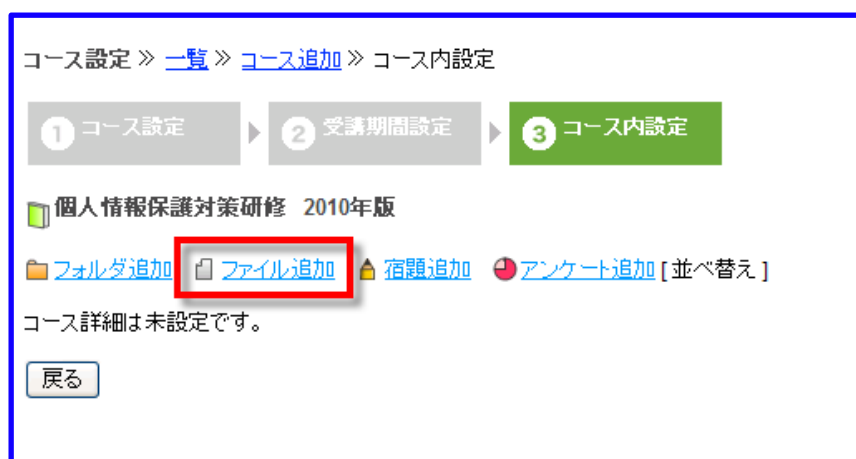 コース設定 » 一覧 » コース追加 » コース内設定
1 コース設定 2 受講期間設定 3 コース内設定
個人情報保護対策研修 2010年版
フォルダ追加 ファイル追加 宿題追加 アンケート追加 [ 並べ替え ]
コース詳細は未設定です。
戻る